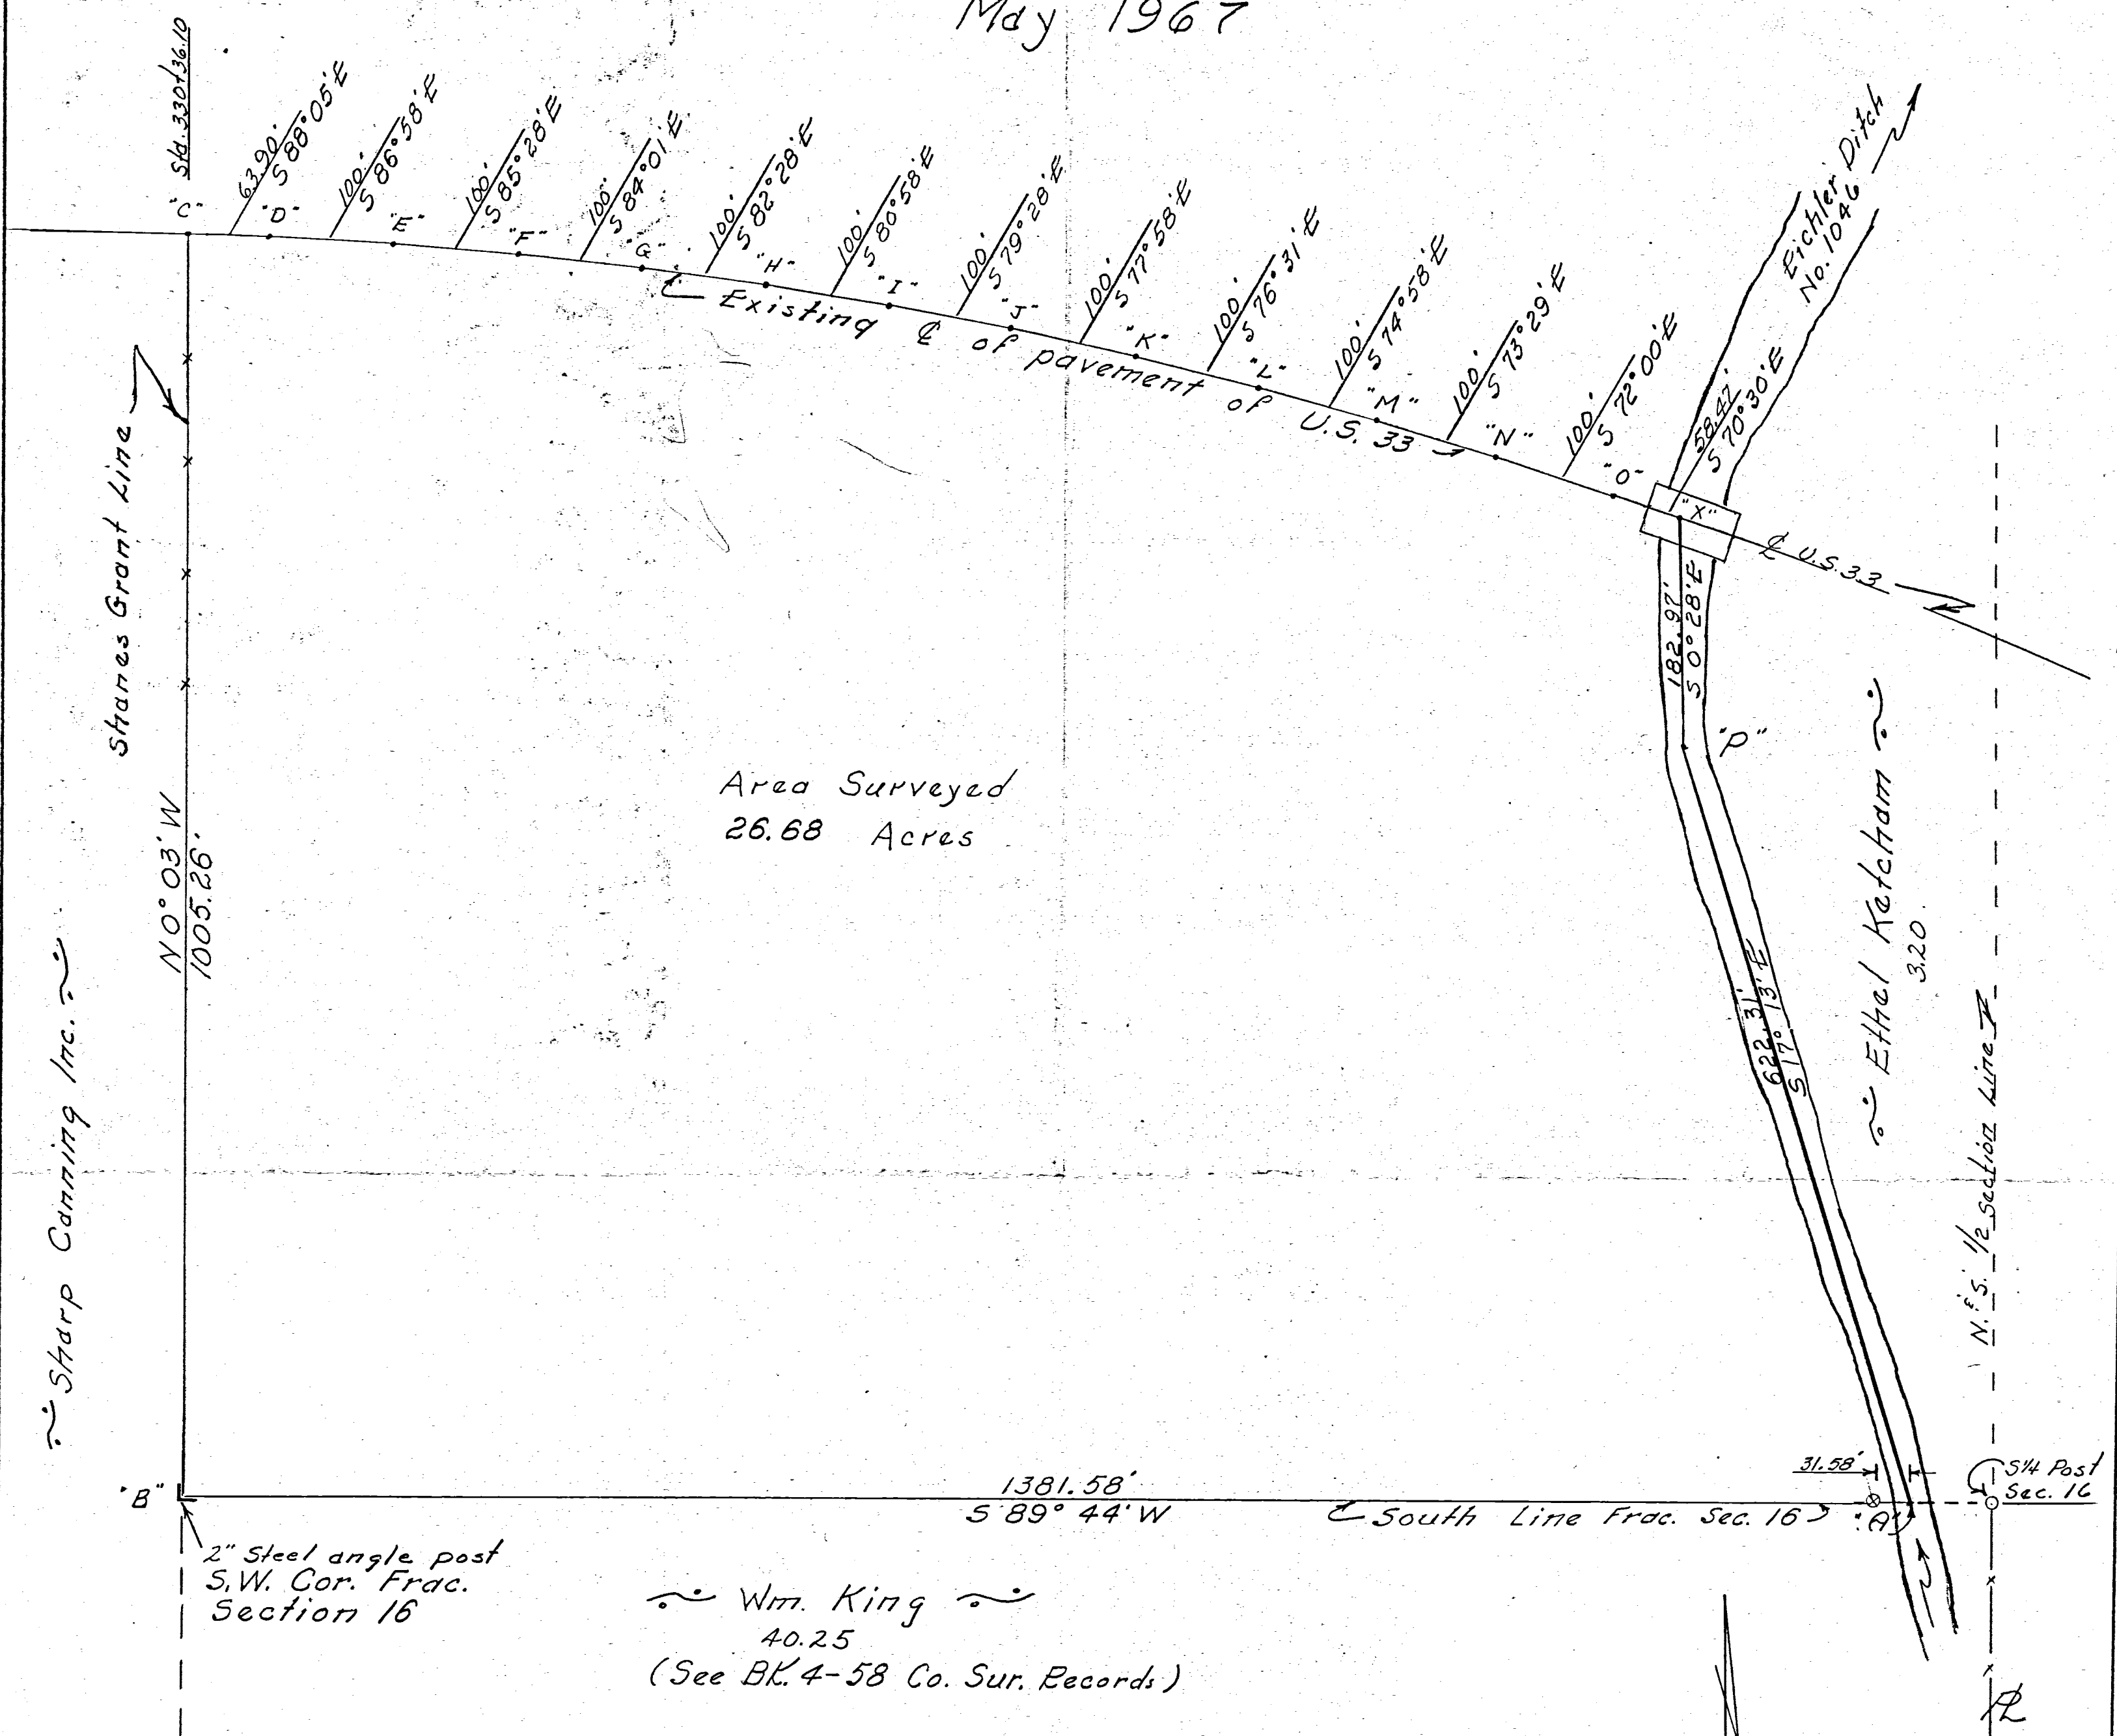 May 1967
Sta. 330+36.10
"C"
63.90'
S 88°05'E
"D"
100'
S 86°58'E
"E"
100'
S 85°28'E
"F"
100'
S 84°01'E
"G"
100'
S 82°28'E
"H"
100'
S 80°58'E
"I"
100'
S 79°28'E
"J"
100'
S 77°58'E
"K"
100'
S 76°31'E
"L"
100'
S 74°58'E
"M"
100'
S 73°29'E
"N"
100'
S 72°00'E
"O"
58.47'
S 70°30'E
"X"
Eichler Ditch
No. 1046
Existing ℄ of pavement of U.S. 33
℄ U.S. 33
Shanes Grant Line
182.97'
S 0°28'E
"P"
Area Surveyed
26.68 Acres
N 0°03' W
1005.26'
Ethel Ketcham
3.20
622.31'
S 17°13'E
N. & S. 1/2 section Line
Sharp Canning Inc.
"B"
1381.58'
S 89° 44' W
South Line Frac. Sec. 16
31.58'
"A"
S 1/4 Post
Sec. 16
2" Steel angle post
S.W. Cor. Frac.
Section 16
Wm. King
40.25
(See BK. 4-58 Co. Sur. Records)
℄